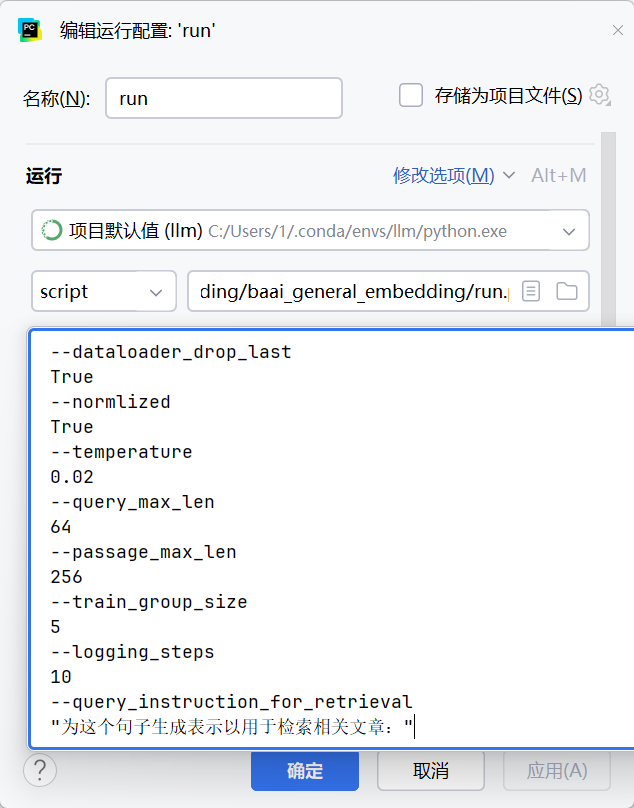 PC
编辑运行配置: 'run'
名称(N):
run
存储为项目文件(S)
运行
修改选项(M)
Alt+M
项目默认值 (llm) C:/Users/1/.conda/envs/llm/python.exe
script
ding/baai_general_embedding/run.p
--dataloader_drop_last
True
--normlized
True
--temperature
0.02
--query_max_len
64
--passage_max_len
256
--train_group_size
5
--logging_steps
10
--query_instruction_for_retrieval
"为这个句子生成表示以用于检索相关文章："
?
确定
取消
应用(A)